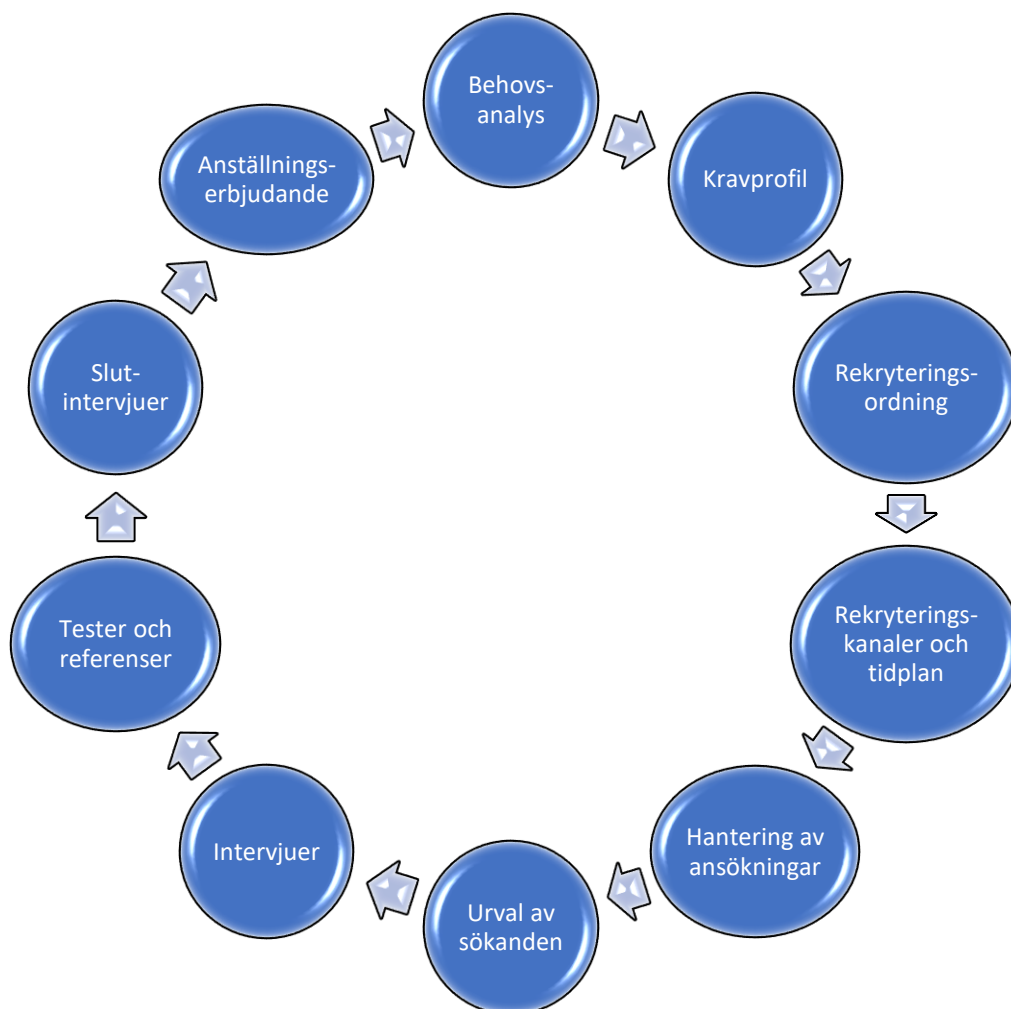 Behovs-
analys
Kravprofil
Rekryterings-
ordning
Rekryterings-
kanaler och
tidplan
Hantering av
ansökningar
Urval av
sökanden
Intervjuer
Tester och
referenser
Slut-
intervjuer
Anställnings-
erbjudande